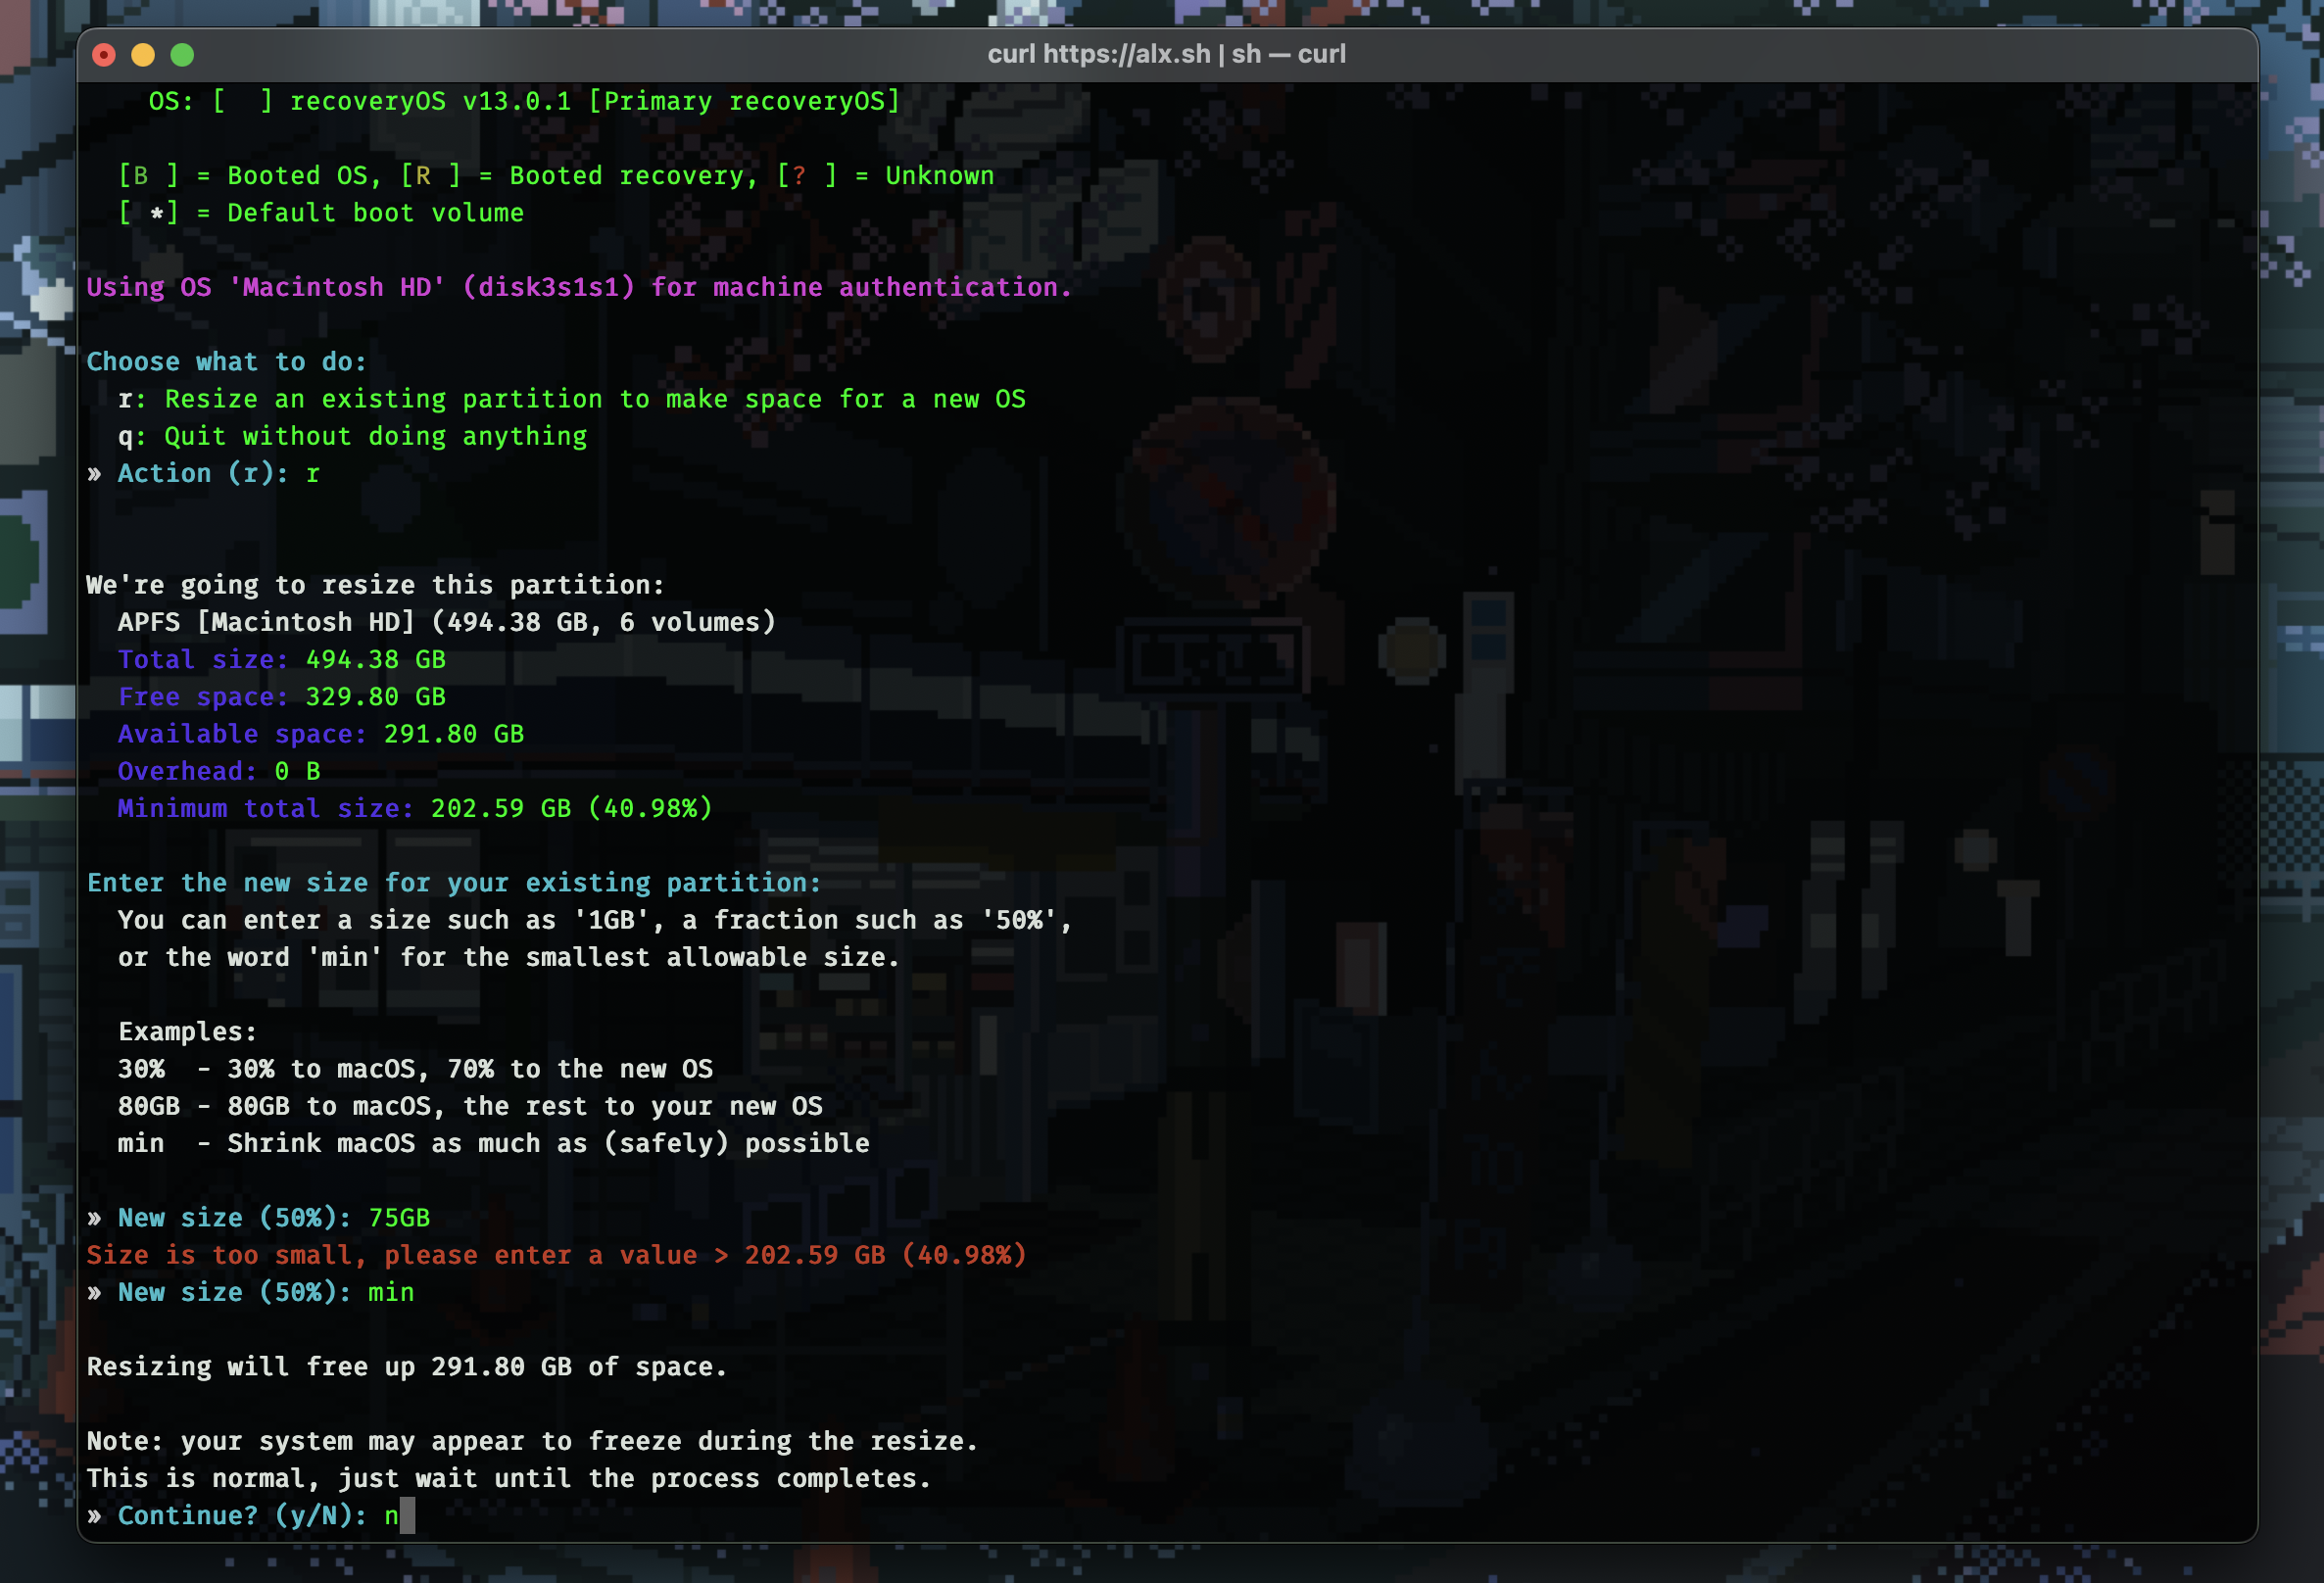 curl https://alx.sh | sh — curl
OS: [  ] recoveryOS v13.0.1 [Primary recoveryOS]
[B ] = Booted OS, [R ] = Booted recovery, [? ] = Unknown
[ *] = Default boot volume
Using OS 'Macintosh HD' (disk3s1s1) for machine authentication.
Choose what to do:
r: Resize an existing partition to make space for a new OS
q: Quit without doing anything
» Action (r): r
We're going to resize this partition:
APFS [Macintosh HD] (494.38 GB, 6 volumes)
Total size: 494.38 GB
Free space: 329.80 GB
Available space: 291.80 GB
Overhead: 0 B
Minimum total size: 202.59 GB (40.98%)
Enter the new size for your existing partition:
You can enter a size such as '1GB', a fraction such as '50%',
or the word 'min' for the smallest allowable size.
Examples:
30%  - 30% to macOS, 70% to the new OS
80GB - 80GB to macOS, the rest to your new OS
min  - Shrink macOS as much as (safely) possible
» New size (50%): 75GB
Size is too small, please enter a value > 202.59 GB (40.98%)
» New size (50%): min
Resizing will free up 291.80 GB of space.
Note: your system may appear to freeze during the resize.
This is normal, just wait until the process completes.
» Continue? (y/N): n